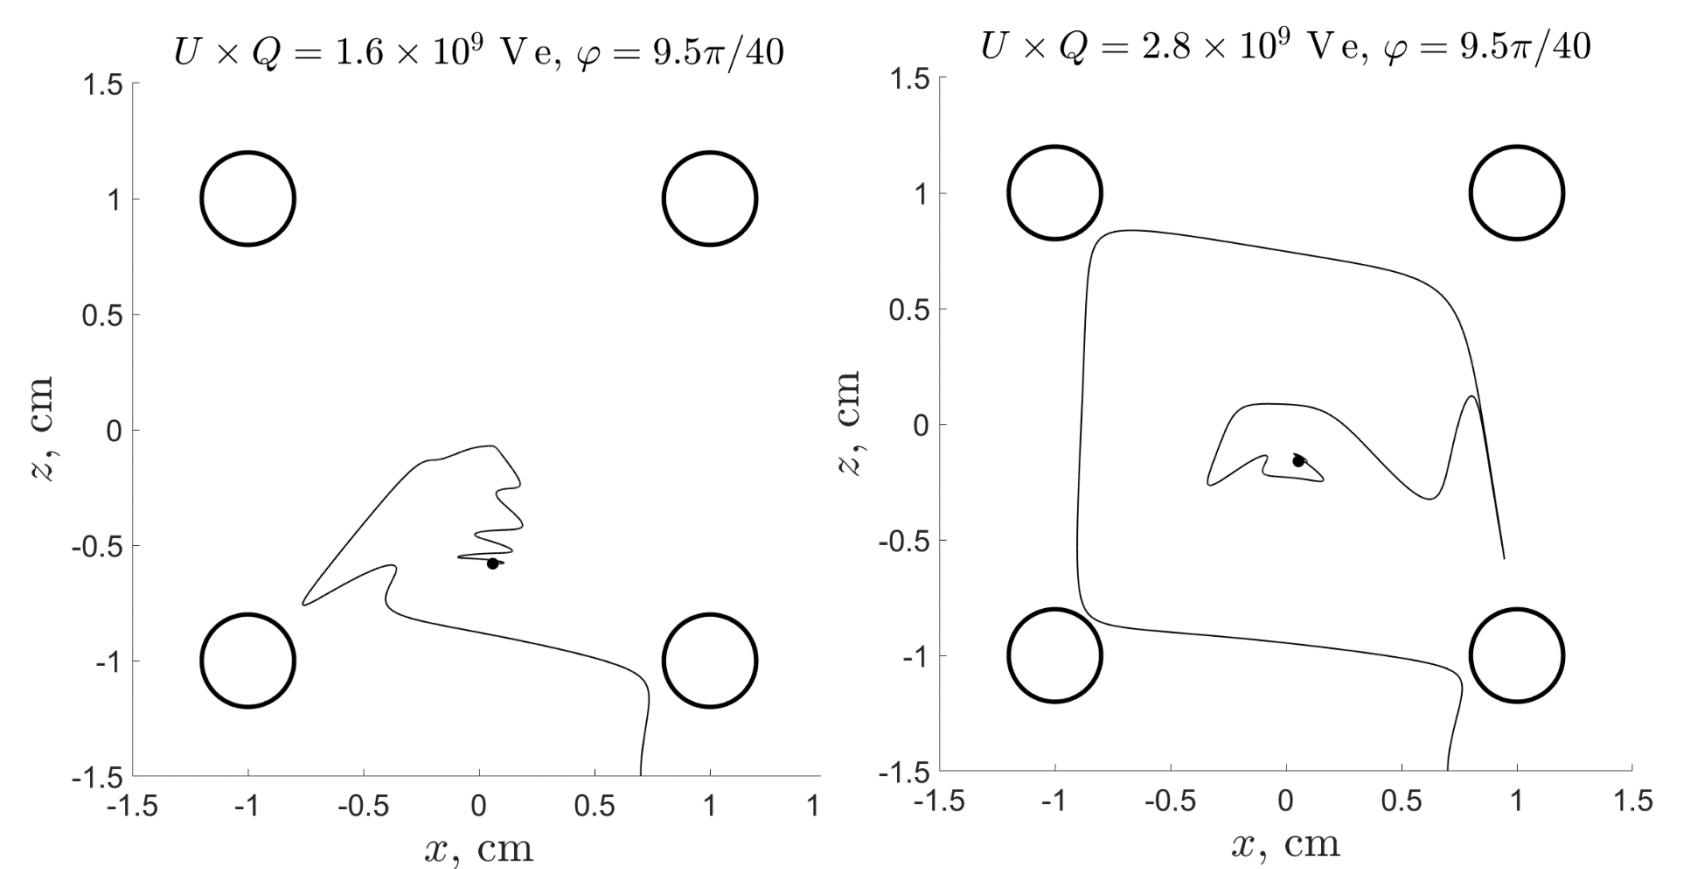 U × Q = 1.6 × 10⁹ V e, φ = 9.5π/40
1.5
1
0.5
0
-0.5
-1
-1.5
z, cm
-1.5 -1 -0.5 0 0.5 1 1
x, cm
U × Q = 2.8 × 10⁹ V e, φ = 9.5π/40
1.5
1
0.5
0
-0.5
-1
-1.5
z, cm
-1.5 -1 -0.5 0 0.5 1 1.5
x, cm